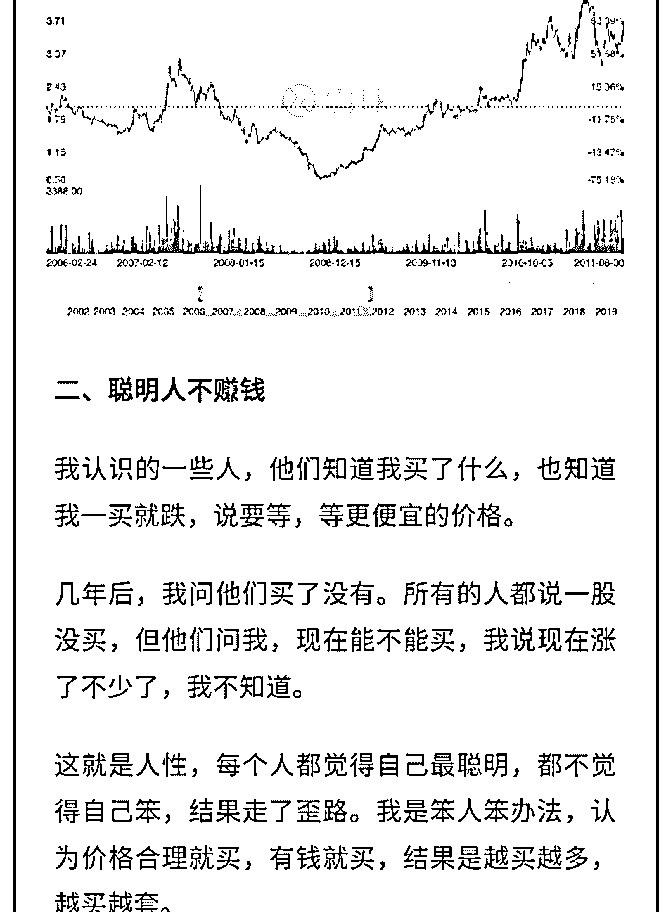 3.71
3.07
2.43
1.79
1.15
0.50
3388.00
15.36%
-11.75%
-75.19%
2006-02-24 2007-02-12 2008-01-15 2008-12-15 2009-11-13 2010-10-08 2011-08-30
2002 2003 2004 2005 2006 2007 2008 2009 2010 2011 2012 2013 2014 2015 2016 2017 2018 2019
二、聪明人不赚钱
我认识的一些人，他们知道我买了什么，也知道
我一买就跌，说要等，等更便宜的价格。
几年后，我问他们买了没有。所有的人都说一股
没买，但他们问我，现在能不能买，我说现在涨
了不少了，我不知道。
这就是人性，每个人都觉得自己最聪明，都不觉
得自己笨，结果走了歪路。我是笨人笨办法，认
为价格合理就买，有钱就买，结果是越买越多，
越买越套。